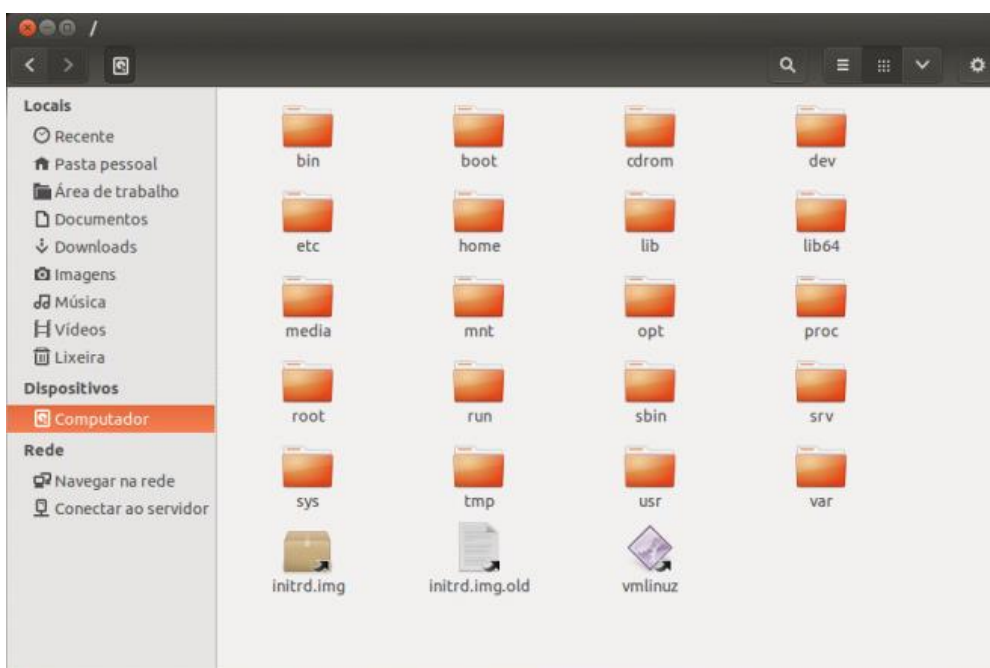 /
Locais
Recente
Pasta pessoal
Área de trabalho
Documentos
Downloads
Imagens
Música
Vídeos
Lixeira
Dispositivos
Computador
Rede
Navegar na rede
Conectar ao servidor
bin boot cdrom dev
etc home lib lib64
media mnt opt proc
root run sbin srv
sys tmp usr var
initrd.img initrd.img.old vmlinuz